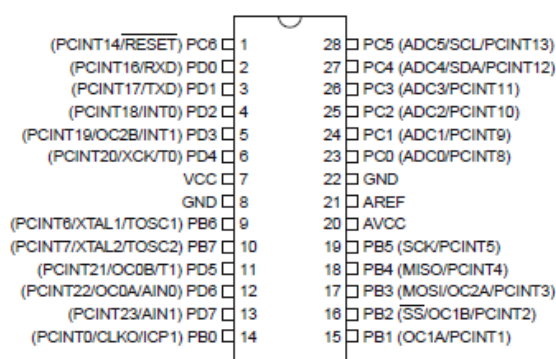 (PCINT14/RESET) PC6 1 28 PC5 (ADC5/SCL/PCINT13)
(PCINT16/RXD) PD0 2 27 PC4 (ADC4/SDA/PCINT12)
(PCINT17/TXD) PD1 3 26 PC3 (ADC3/PCINT11)
(PCINT18/INT0) PD2 4 25 PC2 (ADC2/PCINT10)
(PCINT19/OC2B/INT1) PD3 5 24 PC1 (ADC1/PCINT9)
(PCINT20/XCK/T0) PD4 6 23 PC0 (ADC0/PCINT8)
VCC 7 22 GND
GND 8 21 AREF
(PCINT6/XTAL1/TOSC1) PB6 9 20 AVCC
(PCINT7/XTAL2/TOSC2) PB7 10 19 PB5 (SCK/PCINT5)
(PCINT21/OC0B/T1) PD5 11 18 PB4 (MISO/PCINT4)
(PCINT22/OC0A/AIN0) PD6 12 17 PB3 (MOSI/OC2A/PCINT3)
(PCINT23/AIN1) PD7 13 16 PB2 (SS/OC1B/PCINT2)
(PCINT0/CLKO/ICP1) PB0 14 15 PB1 (OC1A/PCINT1)